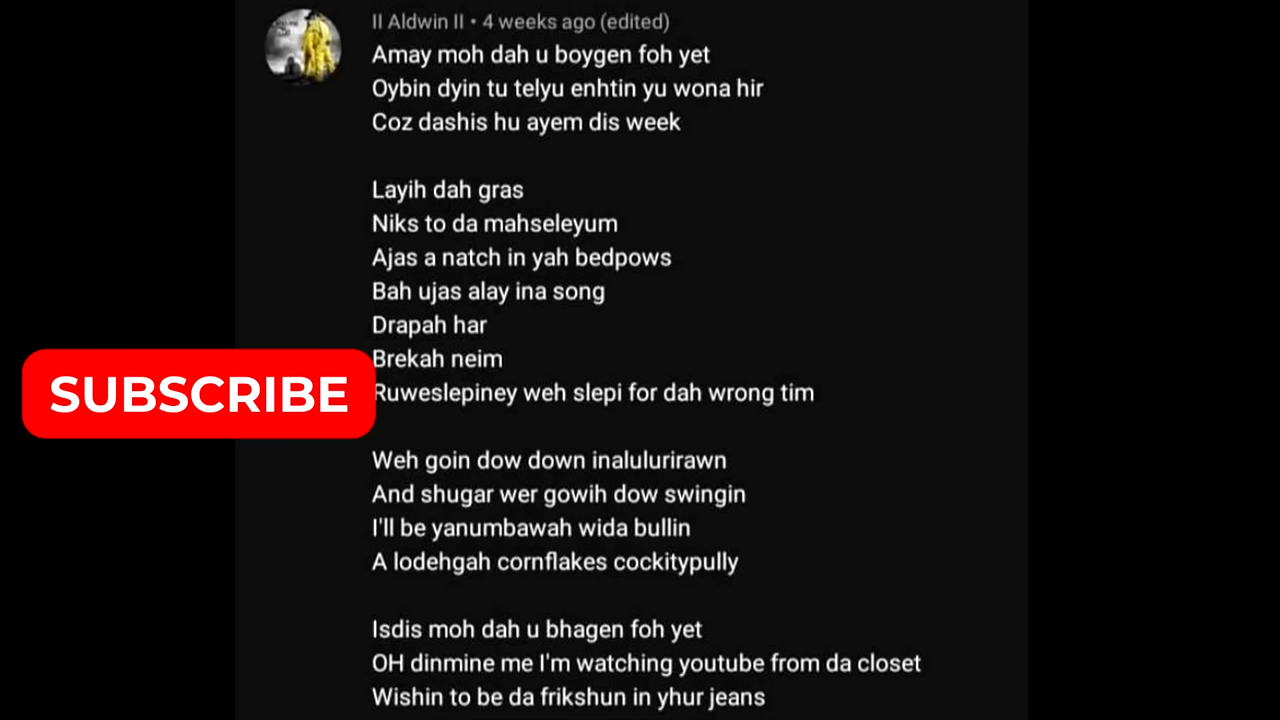 II Aldwin II • 4 weeks ago (edited)
Amay moh dah u boygen foh yet
Oybin dyin tu telyu enhtin yu wona hir
Coz dashis hu ayem dis week
Layih dah gras
Niks to da mahseleyum
Ajas a natch in yah bedpows
Bah ujas alay ina song
Drapah har
Brekah neim
SUBSCRIBE
Ruweslepiney weh slepi for dah wrong tim
Weh goin dow down inalulurirawn
And shugar wer gowih dow swingin
I'll be yanumbawah wida bullin
A lodehgah cornflakes cockitypully
Isdis moh dah u bhagen foh yet
OH dinmine me I'm watching youtube from da closet
Wishin to be da frikshun in yhur jeans